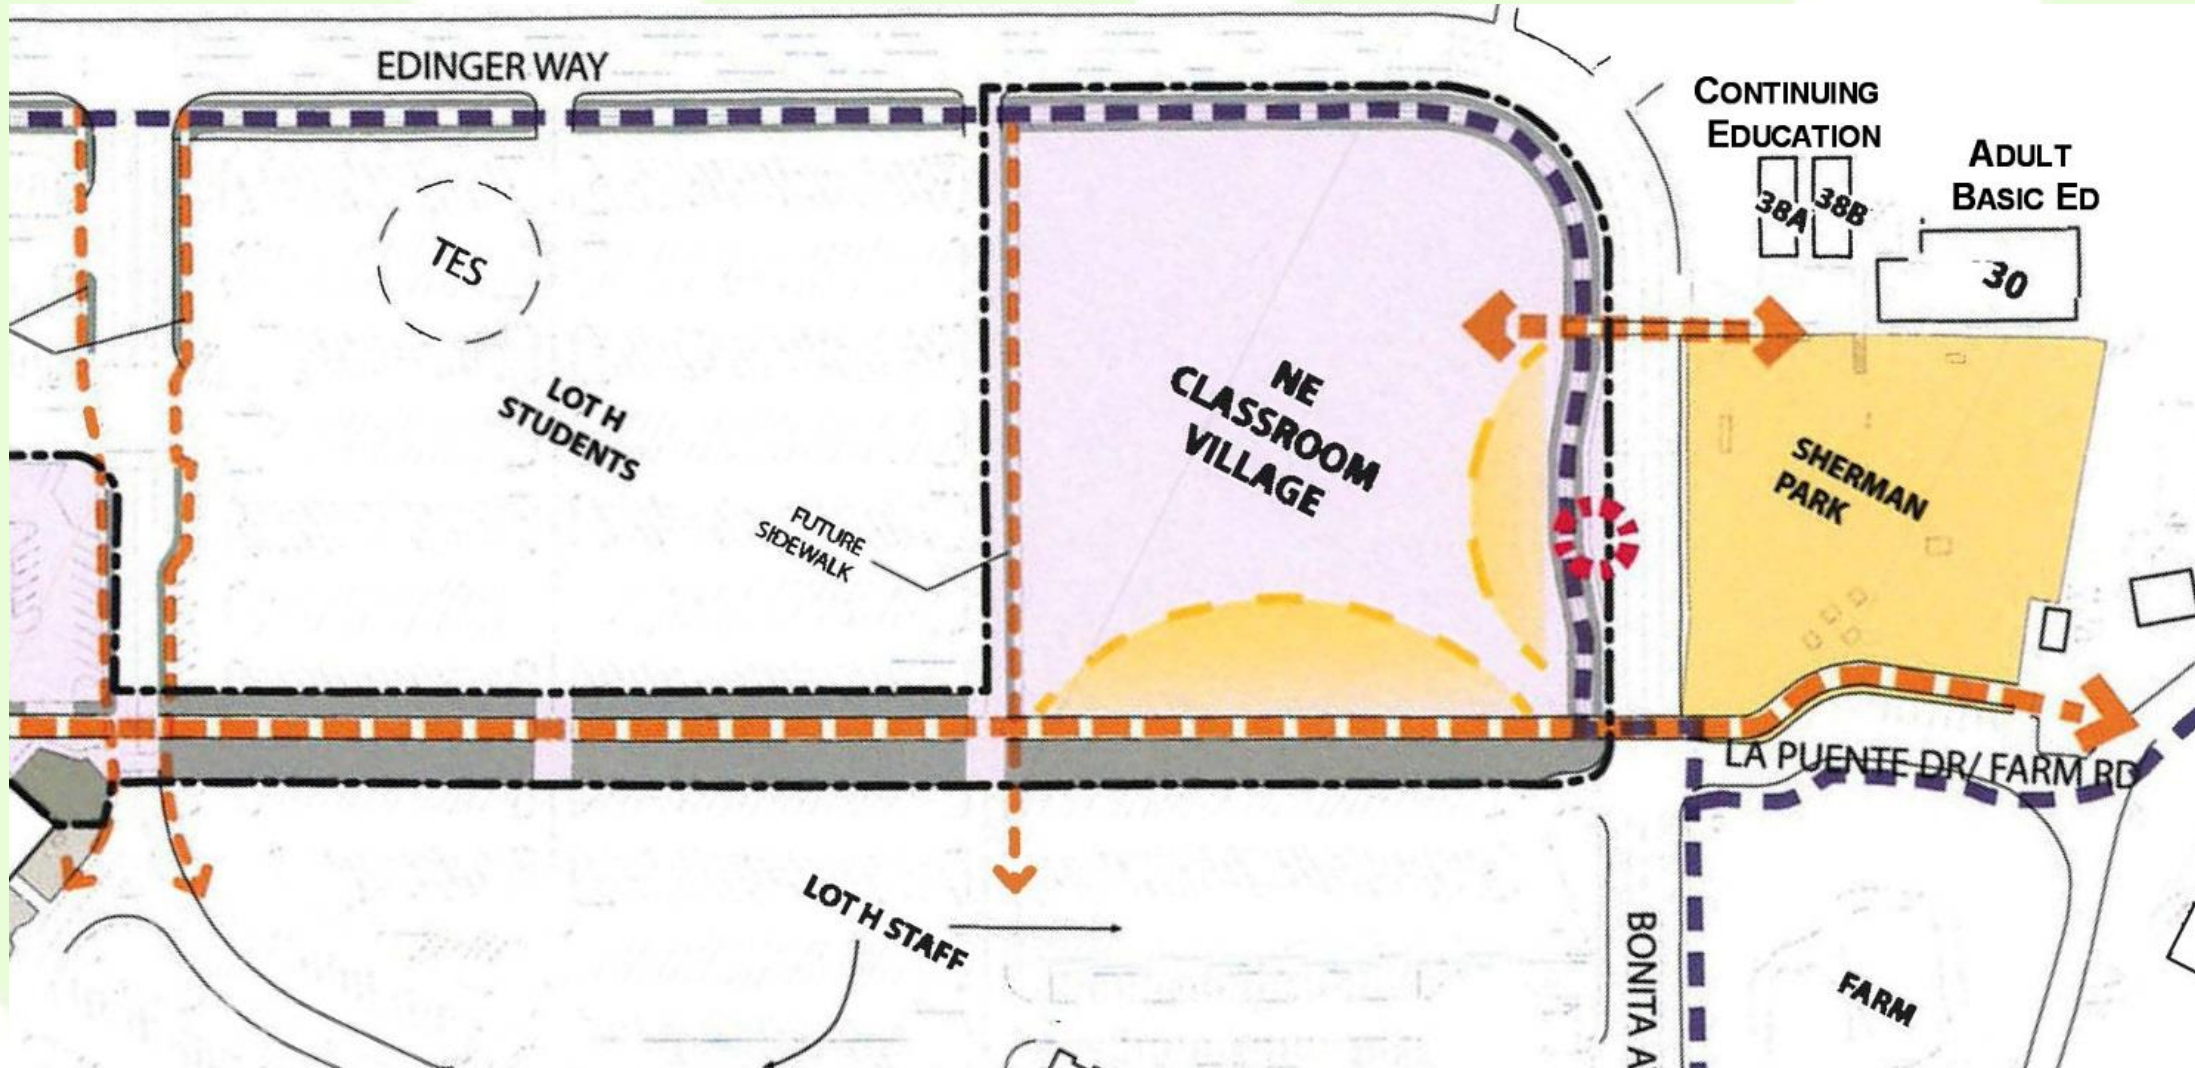 EDINGER WAY
CONTINUING
EDUCATION
38A
38B
ADULT
BASIC ED
30
TES
LOT H
STUDENTS
NE
CLASSROOM
VILLAGE
SHERMAN
PARK
FUTURE
SIDEWALK
LA PUENTE DR/ FARM RD
LOT H STAFF
BONITA A
FARM